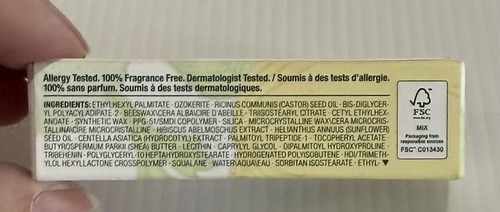 Allergy Tested. 100% Fragrance Free. Dermatologist Tested. / Soumis à des tests d'allergie.
100% sans parfum. Soumis à des tests dermatologiques.
INGREDIENTS: ETHYLHEXYL PALMITATE · OZOKERITE · RICINUS COMMUNIS (CASTOR) SEED OIL · BIS-DIGLYCER-
YL POLYACYLADIPATE-2 · BEESWAX\CERA ALBA\CIRE D'ABEILLE · TRIISOSTEARYL CITRATE · CETYL ETHYLHEX-
ANOATE · SYNTHETIC WAX · PPG-51/SMDI COPOLYMER · SILICA · MICROCRYSTALLINE WAX\CERA MICROCRIS-
TALLINA\CIRE MICROCRISTALLINE · HIBISCUS ABELMOSCHUS EXTRACT · HELIANTHUS ANNUUS (SUNFLOWER)
SEED OIL · CENTELLA ASIATICA (HYDROCOTYL) EXTRACT · PALMITOYL TRIPEPTIDE-1 · TOCOPHERYL ACETATE ·
BUTYROSPERMUM PARKII (SHEA) BUTTER · LECITHIN · CAPRYLYL GLYCOL · DIPALMITOYL HYDROXYPROLINE ·
TRIBEHENIN · POLYGLYCERYL-10 HEPTAHYDROXYSTEARATE · HYDROGENATED POLYISOBUTENE · HDI/TRIMETH-
YLOL HEXYLLACTONE CROSSPOLYMER · SQUALANE · WATER\AQUA\EAU · SORBITAN ISOSTEARATE · ETHYL- ▼
FSC
MIX
Packaging from
responsible sources
FSC® C013430